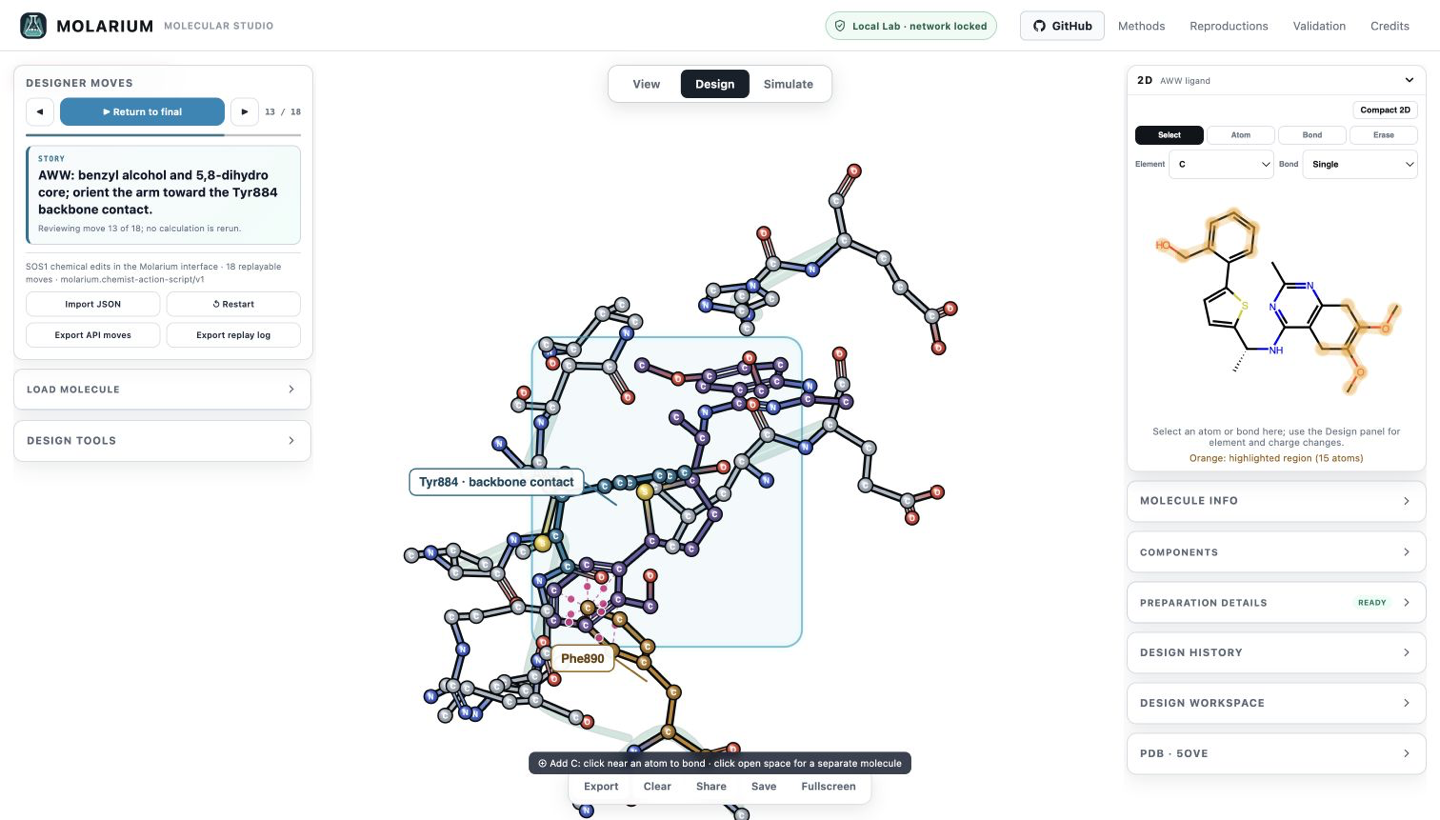 MOLARIUM MOLECULAR STUDIO
Local Lab · network locked
GitHub
Methods
Reproductions
Validation
Credits
DESIGNER MOVES
◀
▶ Return to final
▶
13 / 18
STORY
AWW: benzyl alcohol and 5,8-dihydro
core; orient the arm toward the Tyr884
backbone contact.
Reviewing move 13 of 18; no calculation is rerun.
SOS1 chemical edits in the Molarium interface · 18 replayable
moves · molarium.chemist-action-script/v1
Import JSON
↺ Restart
Export API moves
Export replay log
LOAD MOLECULE
DESIGN TOOLS
View
Design
Simulate
Tyr884 · backbone contact
Phe890
Add C: click near an atom to bond · click open space for a separate molecule
Export
Clear
Share
Save
Fullscreen
2D AWW ligand
Compact 2D
Select
Atom
Bond
Erase
Element
C
Bond
Single
HO
S
N
N
NH
O
O
Select an atom or bond here; use the Design panel for
element and charge changes.
Orange: highlighted region (15 atoms)
MOLECULE INFO
COMPONENTS
PREPARATION DETAILS
READY
DESIGN HISTORY
DESIGN WORKSPACE
PDB · 5OVE